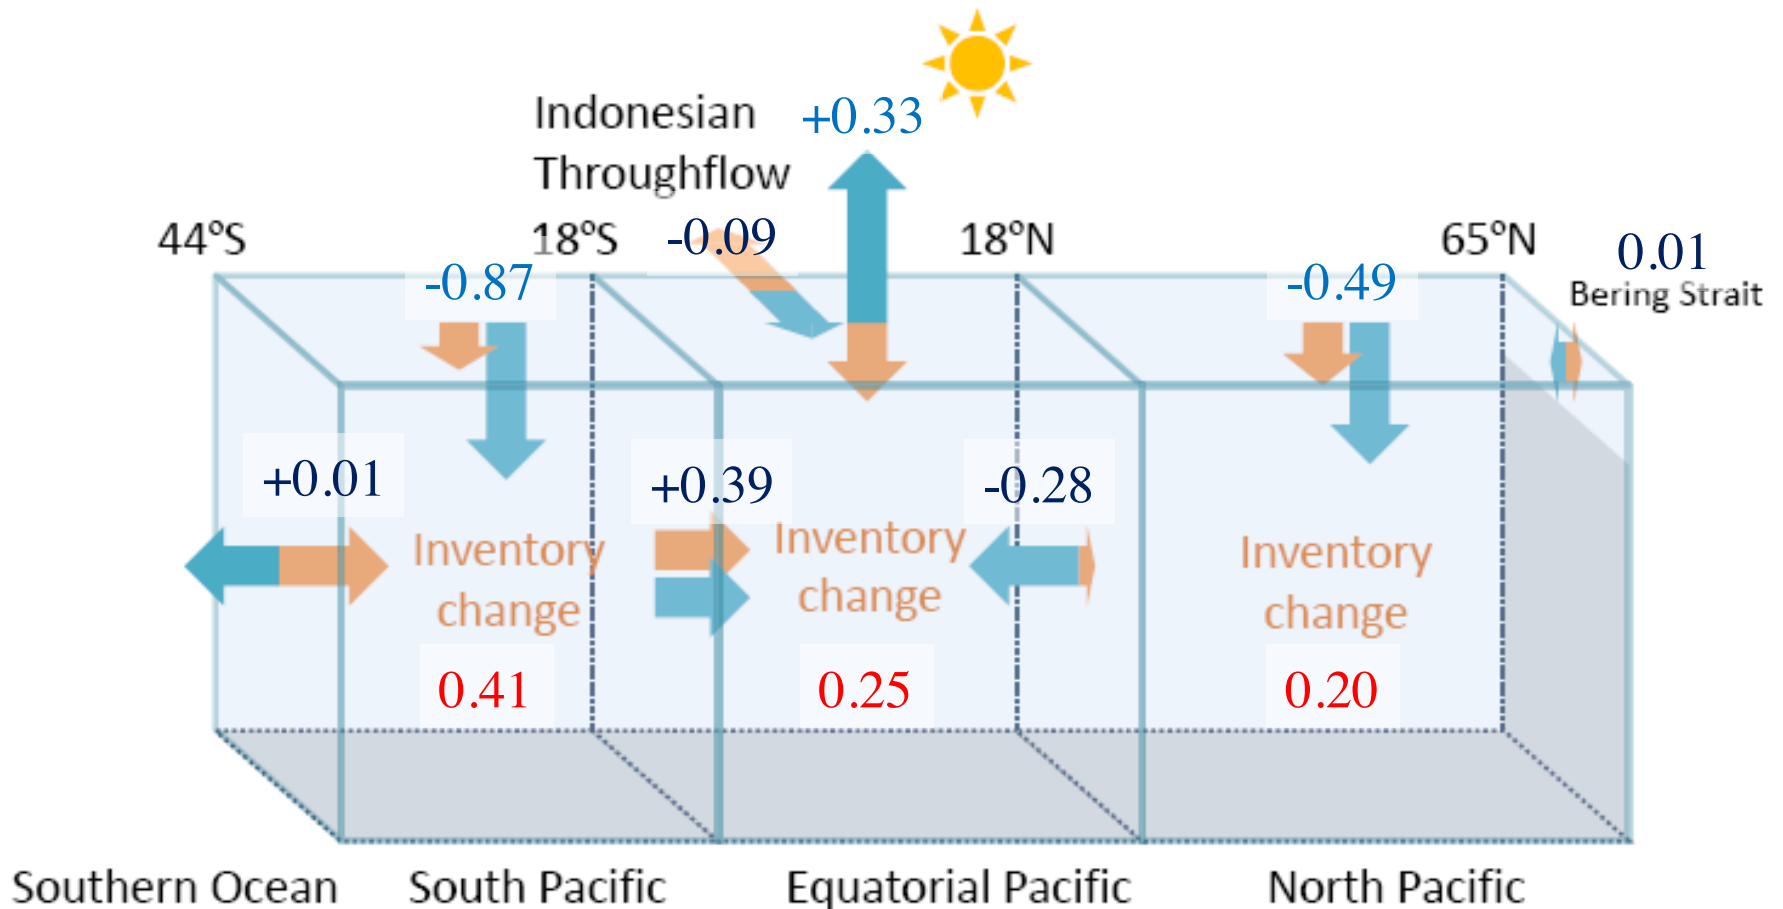 Indonesian
Throughflow
+0.33
44°S
18°S
-0.09
18°N
65°N
0.01
Bering Strait
-0.87
-0.49
+0.01
+0.39
-0.28
Inventory
change
Inventory
change
Inventory
change
0.41
0.25
0.20
Southern Ocean
South Pacific
Equatorial Pacific
North Pacific